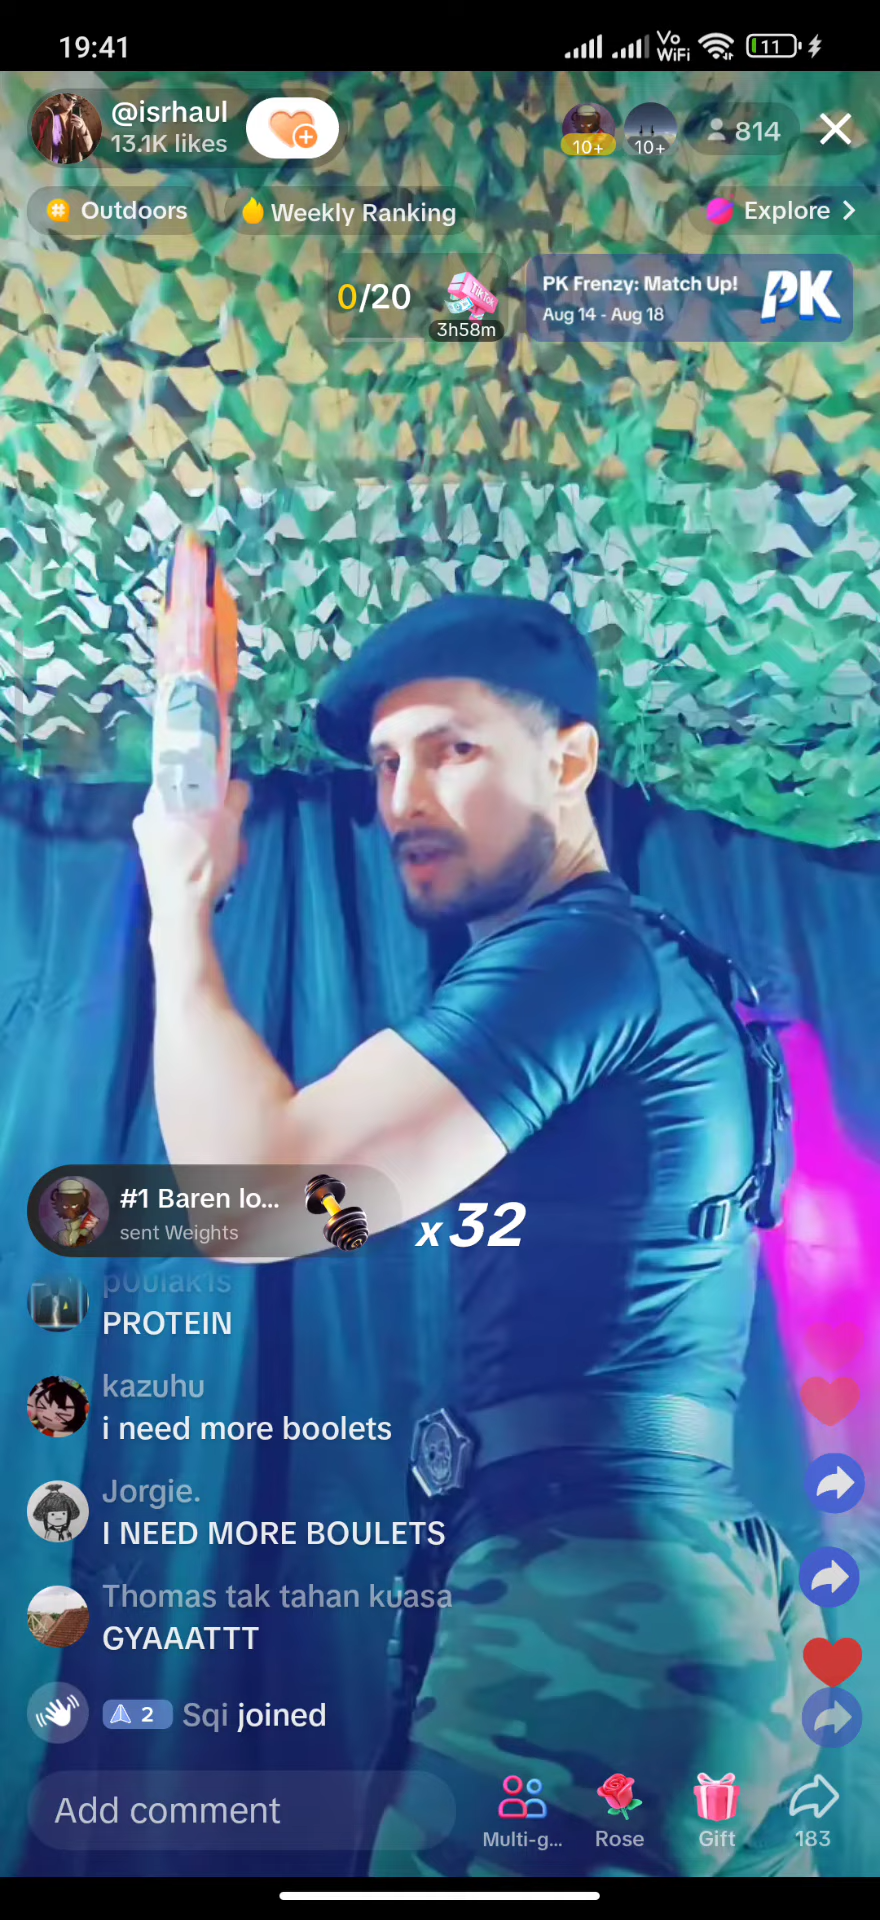 19:41
Vo
WiFi
11
@isrhaul
13.1K likes
10+
10+
814
# Outdoors
Weekly Ranking
Explore >
0/20
TikTok
3h58m
PK Frenzy: Match Up!
Aug 14 - Aug 18
PK
#1 Baren lo...
sent Weights
x 32
PROTEIN
kazuhu
i need more boolets
Jorgie.
I NEED MORE BOULETS
Thomas tak tahan kuasa
GYAAATTT
2 Sqi joined
Add comment
Multi-g...
Rose
Gift
183